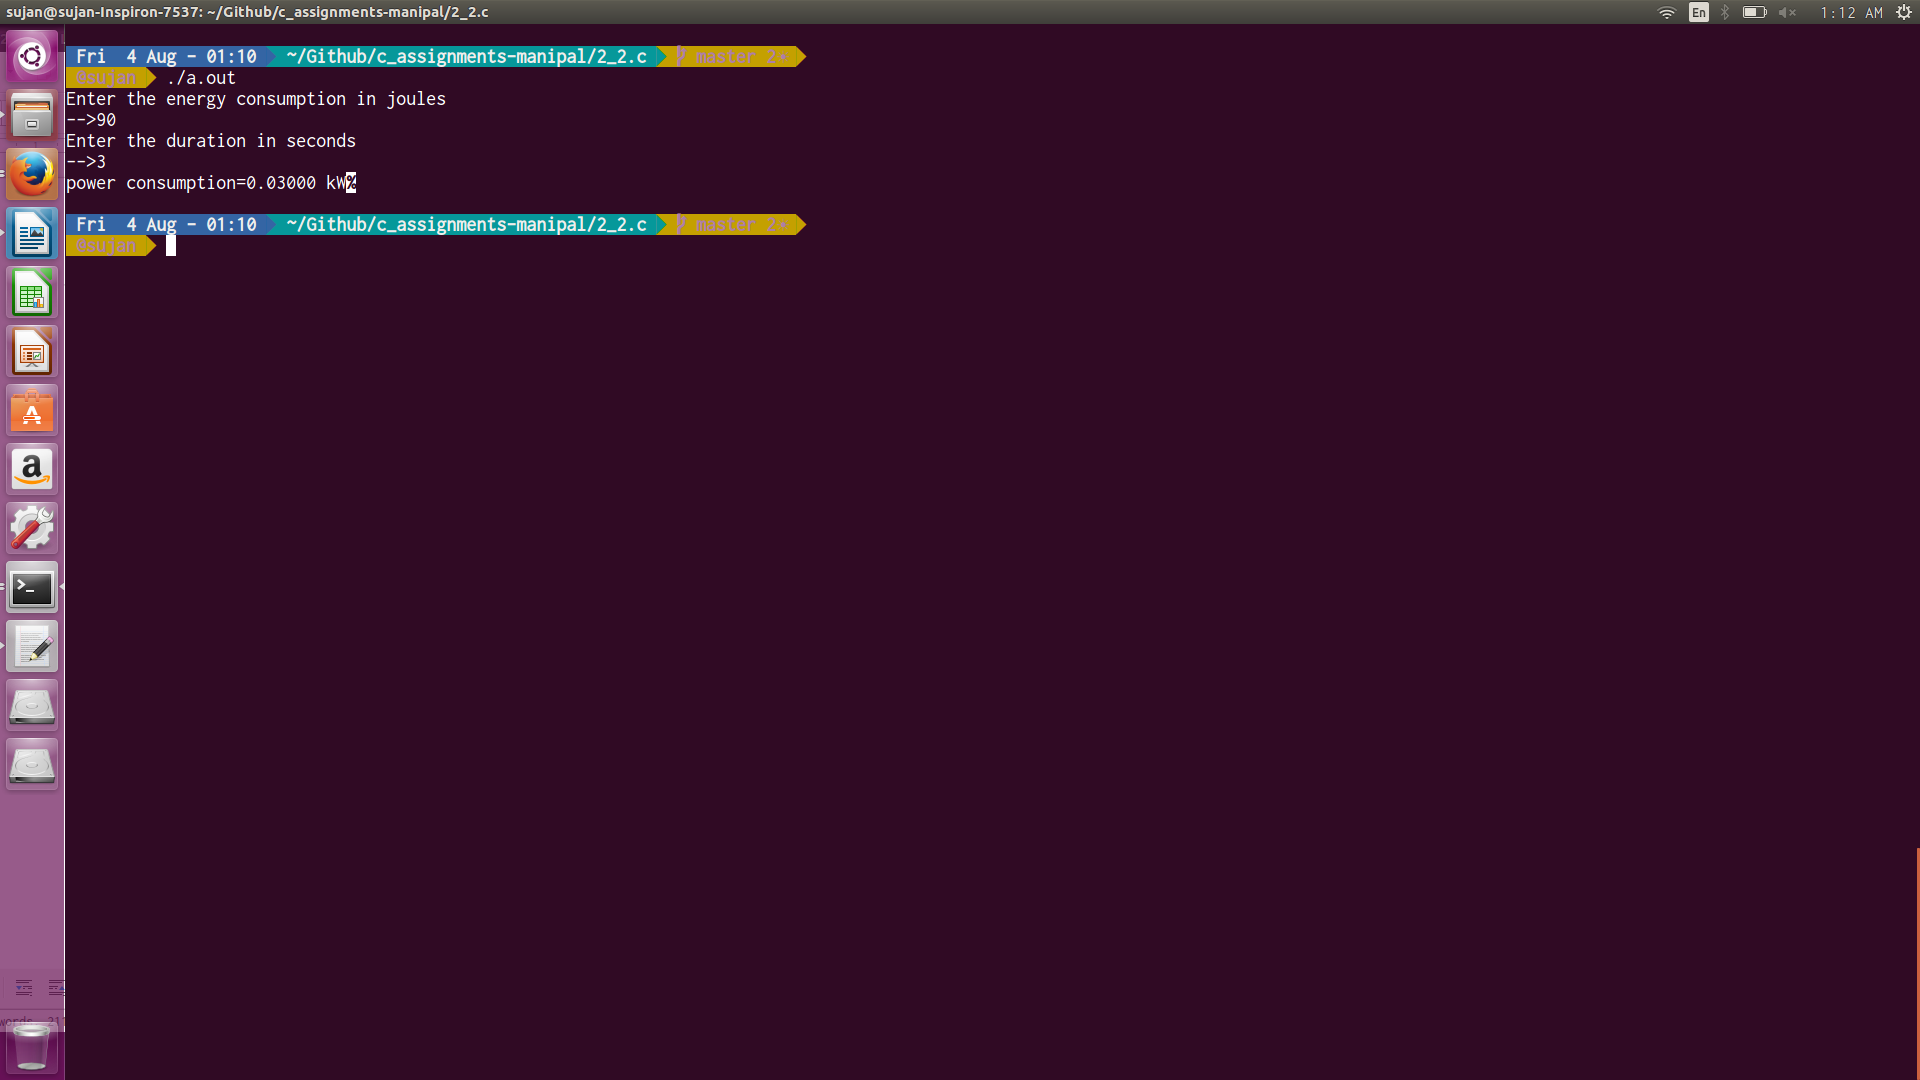 sujan@sujan-Inspiron-7537: ~/Github/c_assignments-manipal/2_2.c
En
1:12 AM
Fri 4 Aug - 01:10 ~/Github/c_assignments-manipal/2_2.c master 2*
@sujan ./a.out
Enter the energy consumption in joules
-->90
Enter the duration in seconds
-->3
power consumption=0.03000 kW%
Fri 4 Aug - 01:10 ~/Github/c_assignments-manipal/2_2.c master 2*
@sujan